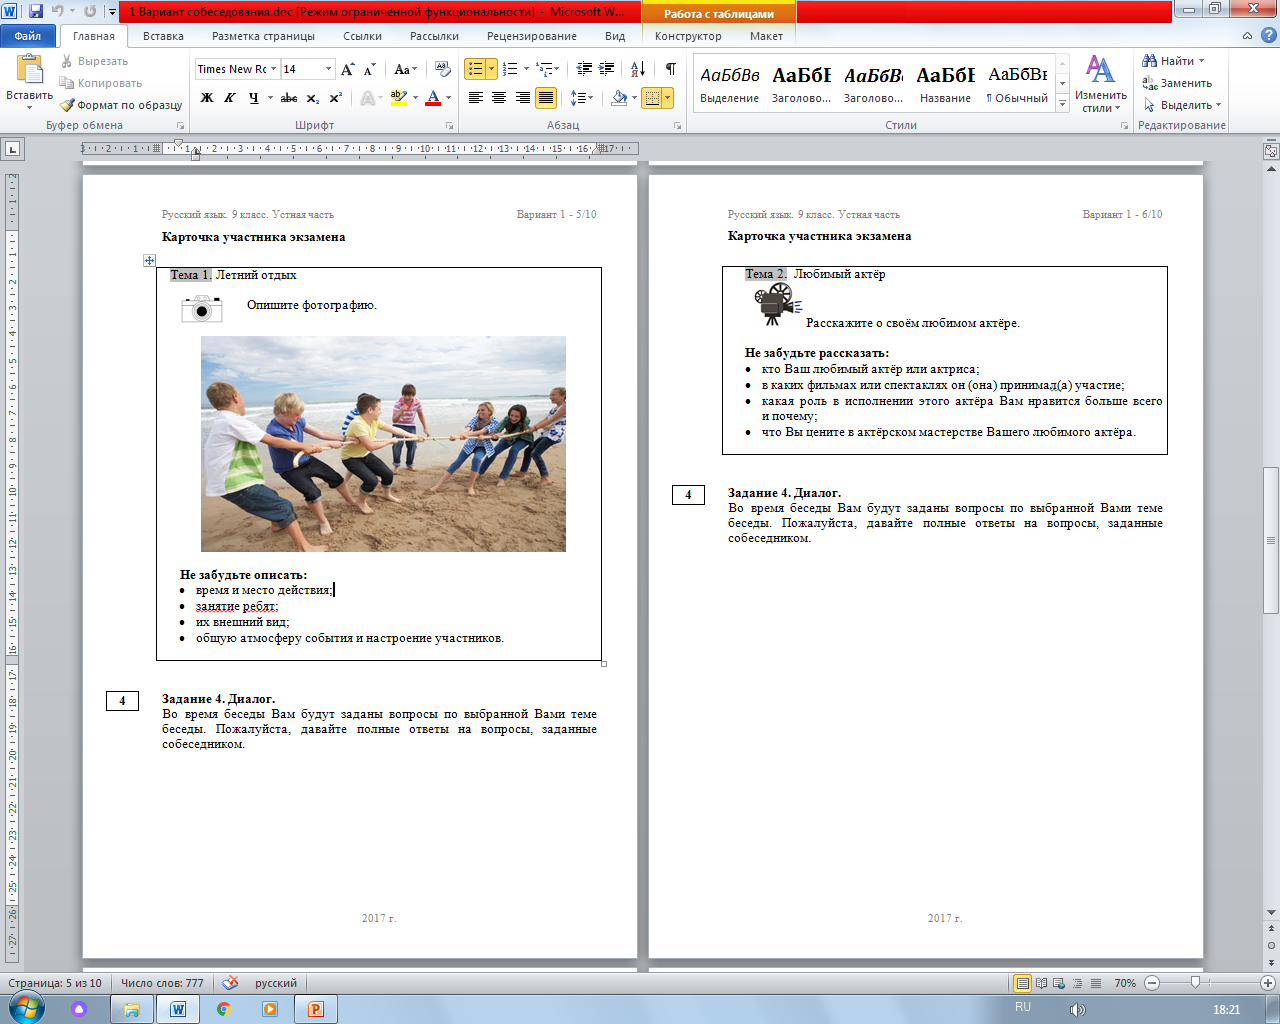 1 Вариант собеседования.doc [Режим ограниченной функциональности] - Microsoft W...
Работа с таблицами
Файл
Главная
Вставка
Разметка страницы
Ссылки
Рассылки
Рецензирование
Вид
Конструктор
Макет
Вставить
Вырезать
Копировать
Формат по образцу
Буфер обмена
Times New Rc
14
Шрифт
Абзац
АаБбВв
Выделение
АаБбЕ
Заголово...
АаБбВ
Заголово...
АаБбЕ
Название
АаБбВв
¶ Обычный
Изменить
стили
Стили
Найти
Заменить
Выделить
Редактирование
Русский язык. 9 класс. Устная часть
Вариант 1 - 5/10
Карточка участника экзамена
Тема 1. Летний отдых
Опишите фотографию.
Не забудьте описать:
• время и место действия;
• занятие ребят;
• их внешний вид;
• общую атмосферу события и настроение участников.
4
Задание 4. Диалог.
Во время беседы Вам будут заданы вопросы по выбранной Вами теме
беседы. Пожалуйста, давайте полные ответы на вопросы, заданные
собеседником.
2017 г.
Русский язык. 9 класс. Устная часть
Вариант 1 - 6/10
Карточка участника экзамена
Тема 2. Любимый актёр
Расскажите о своём любимом актёре.
Не забудьте рассказать:
• кто Ваш любимый актёр или актриса;
• в каких фильмах или спектаклях он (она) принимад(а) участие;
• какая роль в исполнении этого актёра Вам нравится больше всего
и почему;
• что Вы цените в актёрском мастерстве Вашего любимого актёра.
4
Задание 4. Диалог.
Во время беседы Вам будут заданы вопросы по выбранной Вами теме
беседы. Пожалуйста, давайте полные ответы на вопросы, заданные
собеседником.
2017 г.
Страница: 5 из 10
Число слов: 777
русский
70%
RU
18:21